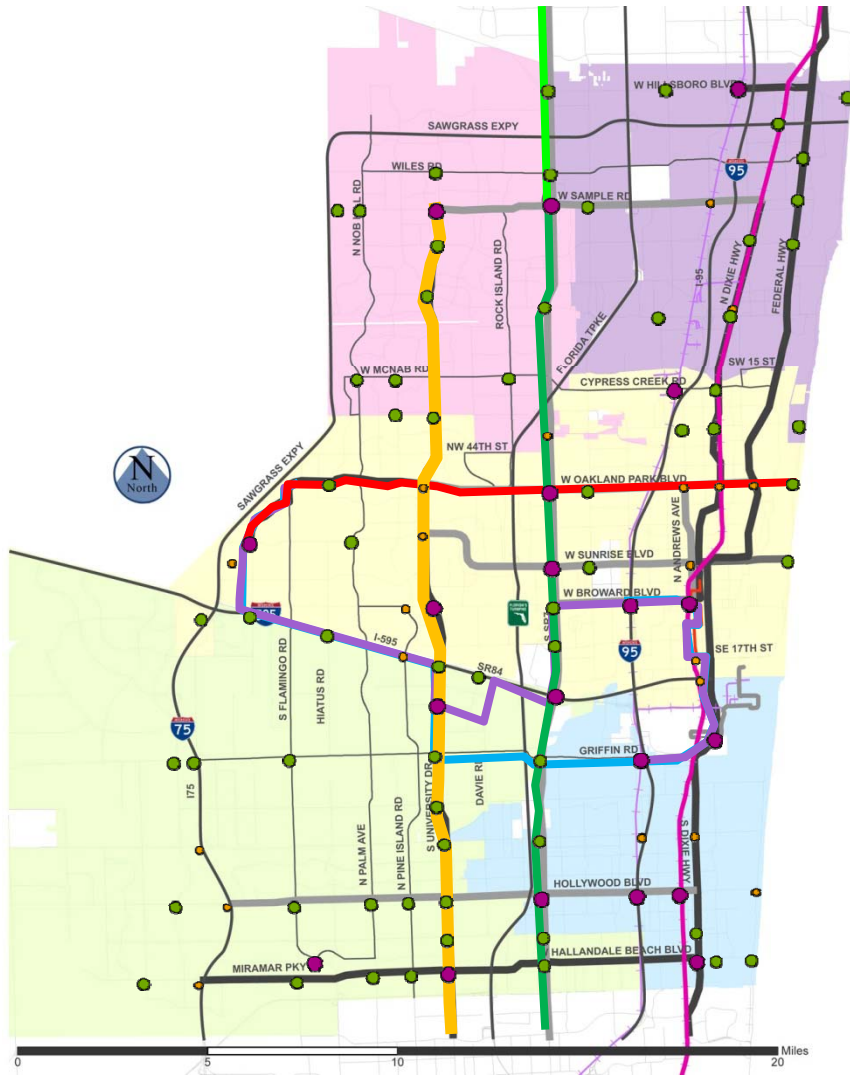 W HILLSBORO BLVD
SAWGRASS EXPY
WILES RD
95
N NOB HILL RD
W SAMPLE RD
ROCK ISLAND RD
I-95
N DIXIE HWY
FEDERAL HWY
FLORIDA TPKE
W MCNAB RD
SW 15 ST
CYPRESS CREEK RD
NW 44TH ST
N
North
SAWGRASS EXPY
W OAKLAND PARK BLVD
N ANDREWS AVE
W SUNRISE BLVD
W BROWARD BLVD
I-595
SR84
SE 17TH ST
95
S FLAMINGO RD
HIATUS RD
75
GRIFFIN RD
I75
S UNIVERSITY DR
N PALM AVE
N PINE ISLAND RD
S DIXIE HWY
HOLLYWOOD BLVD
HALLANDALE BEACH BLVD
MIRAMAR PKY
Miles
0
5
10
20